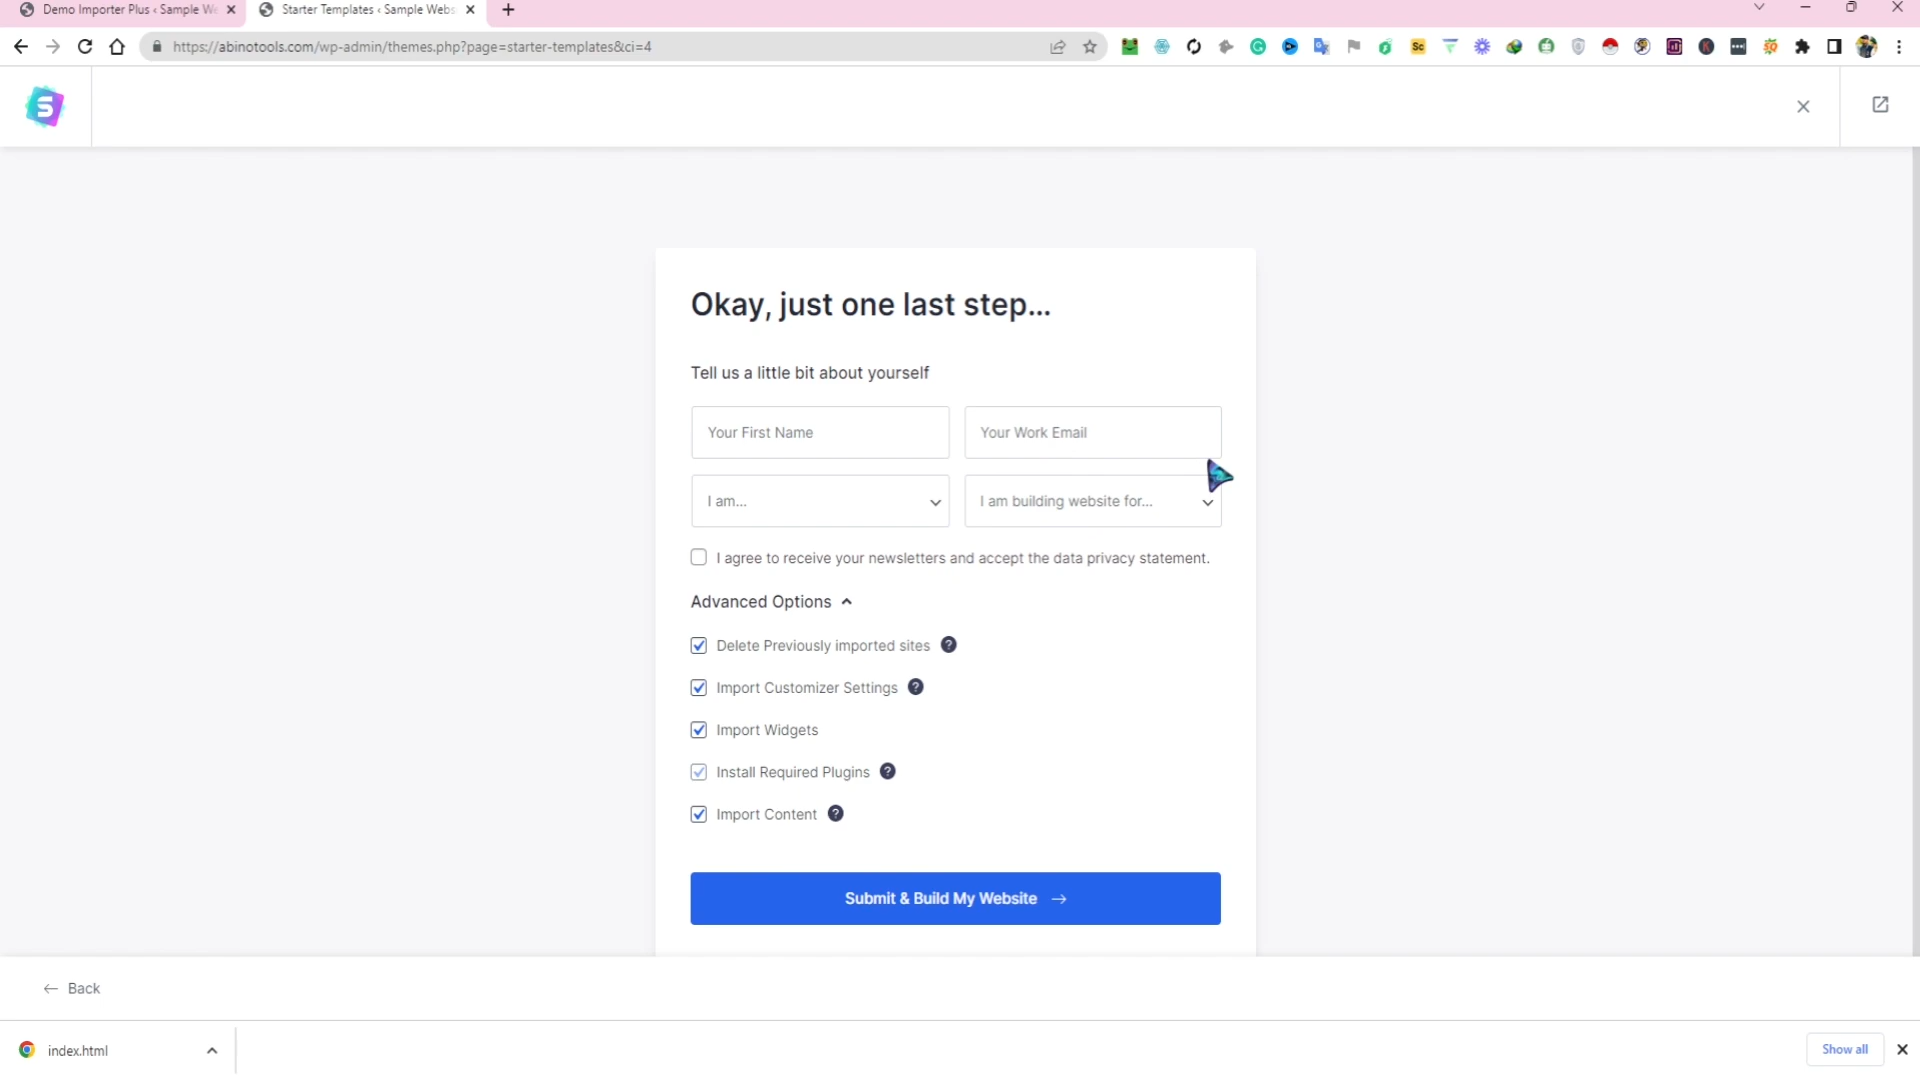 Demo Importer Plus ‹ Sample We
Starter Templates ‹ Sample Webs
https://abinotools.com/wp-admin/themes.php?page=starter-templates&ci=4
Sc
S
Okay, just one last step...
Tell us a little bit about yourself
Your First Name
Your Work Email
I am...
I am building website for...
I agree to receive your newsletters and accept the data privacy statement.
Advanced Options
Delete Previously imported sites ?
Import Customizer Settings ?
Import Widgets
Install Required Plugins ?
Import Content ?
Submit & Build My Website →
← Back
index.html
Show all